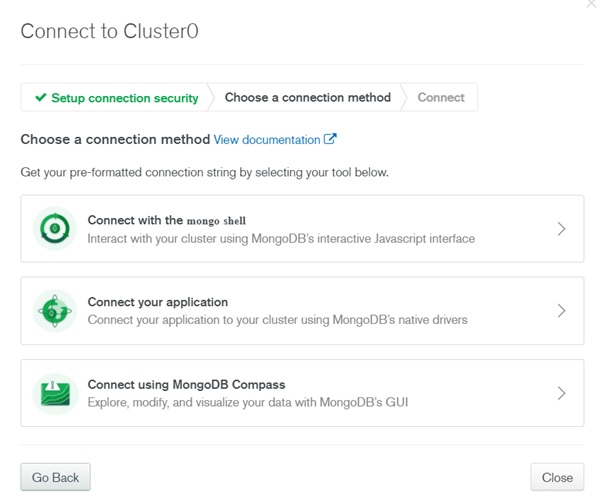 Connect to Cluster0
Setup connection security
Choose a connection method
Connect
Choose a connection method View documentation
Get your pre-formatted connection string by selecting your tool below.
Connect with the mongo shell
Interact with your cluster using MongoDB's interactive Javascript interface
Connect your application
Connect your application to your cluster using MongoDB's native drivers
Connect using MongoDB Compass
Explore, modify, and visualize your data with MongoDB's GUI
Go Back
Close